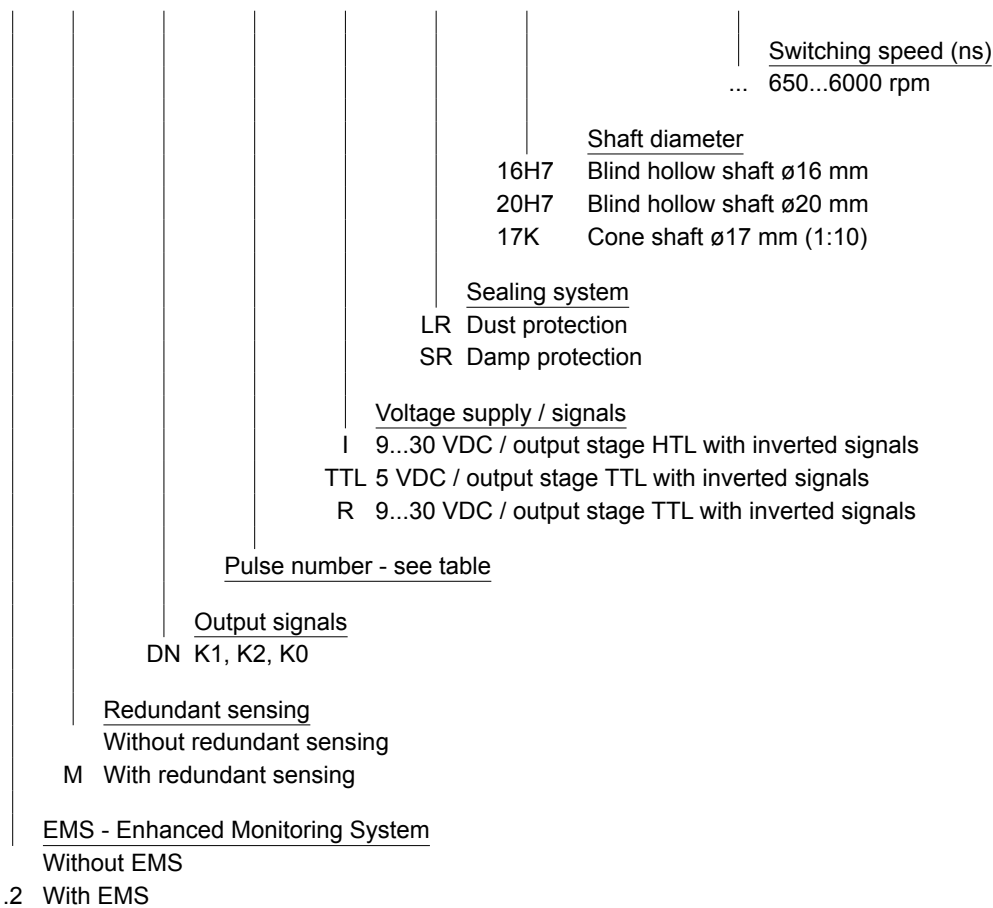 Switching speed (ns)
... 650...6000 rpm
Shaft diameter
16H7 Blind hollow shaft ø16 mm
20H7 Blind hollow shaft ø20 mm
17K Cone shaft ø17 mm (1:10)
Sealing system
LR Dust protection
SR Damp protection
Voltage supply / signals
I 9...30 VDC / output stage HTL with inverted signals
TTL 5 VDC / output stage TTL with inverted signals
R 9...30 VDC / output stage TTL with inverted signals
Pulse number - see table
Output signals
DN K1, K2, K0
Redundant sensing
Without redundant sensing
M With redundant sensing
EMS - Enhanced Monitoring System
Without EMS
.2 With EMS